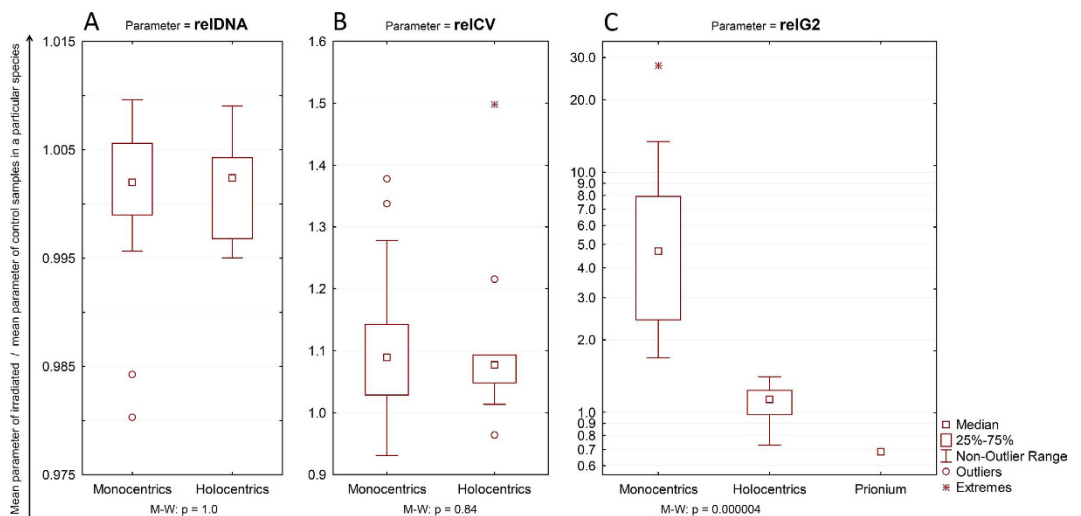 Mean parameter of irradiated / mean parameter of control samples in a particular species
A
Parameter = relDNA
1.015
1.005
0.995
0.985
0.975
Monocentrics Holocentrics
M-W: p = 1.0
B
Parameter = relCV
1.6
1.5
1.4
1.3
1.2
1.1
1.0
0.9
Monocentrics Holocentrics
M-W: p = 0.84
C
Parameter = relG2
30.0
20.0
10.0
9.0
8.0
7.0
6.0
5.0
4.0
3.0
2.0
1.0
0.9
0.8
0.7
0.6
Monocentrics Holocentrics Prionium
M-W: p = 0.000004
Median
25%-75%
Non-Outlier Range
Outliers
Extremes